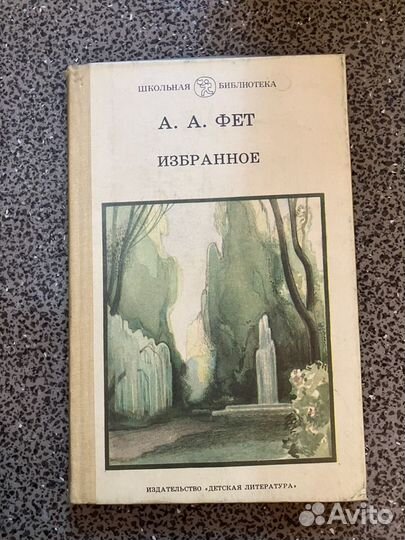 ШКОЛЬНАЯ БИБЛИОТЕКА
А. А. ФЕТ
ИЗБРАННОЕ
ИЗДАТЕЛЬСТВО «ДЕТСКАЯ ЛИТЕРАТУРА»
Avito